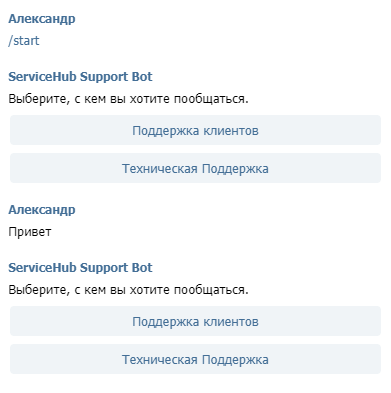 Александр
/start
ServiceHub Support Bot
Выберите, с кем вы хотите пообщаться.
Поддержка клиентов
Техническая Поддержка
Александр
Привет
ServiceHub Support Bot
Выберите, с кем вы хотите пообщаться.
Поддержка клиентов
Техническая Поддержка